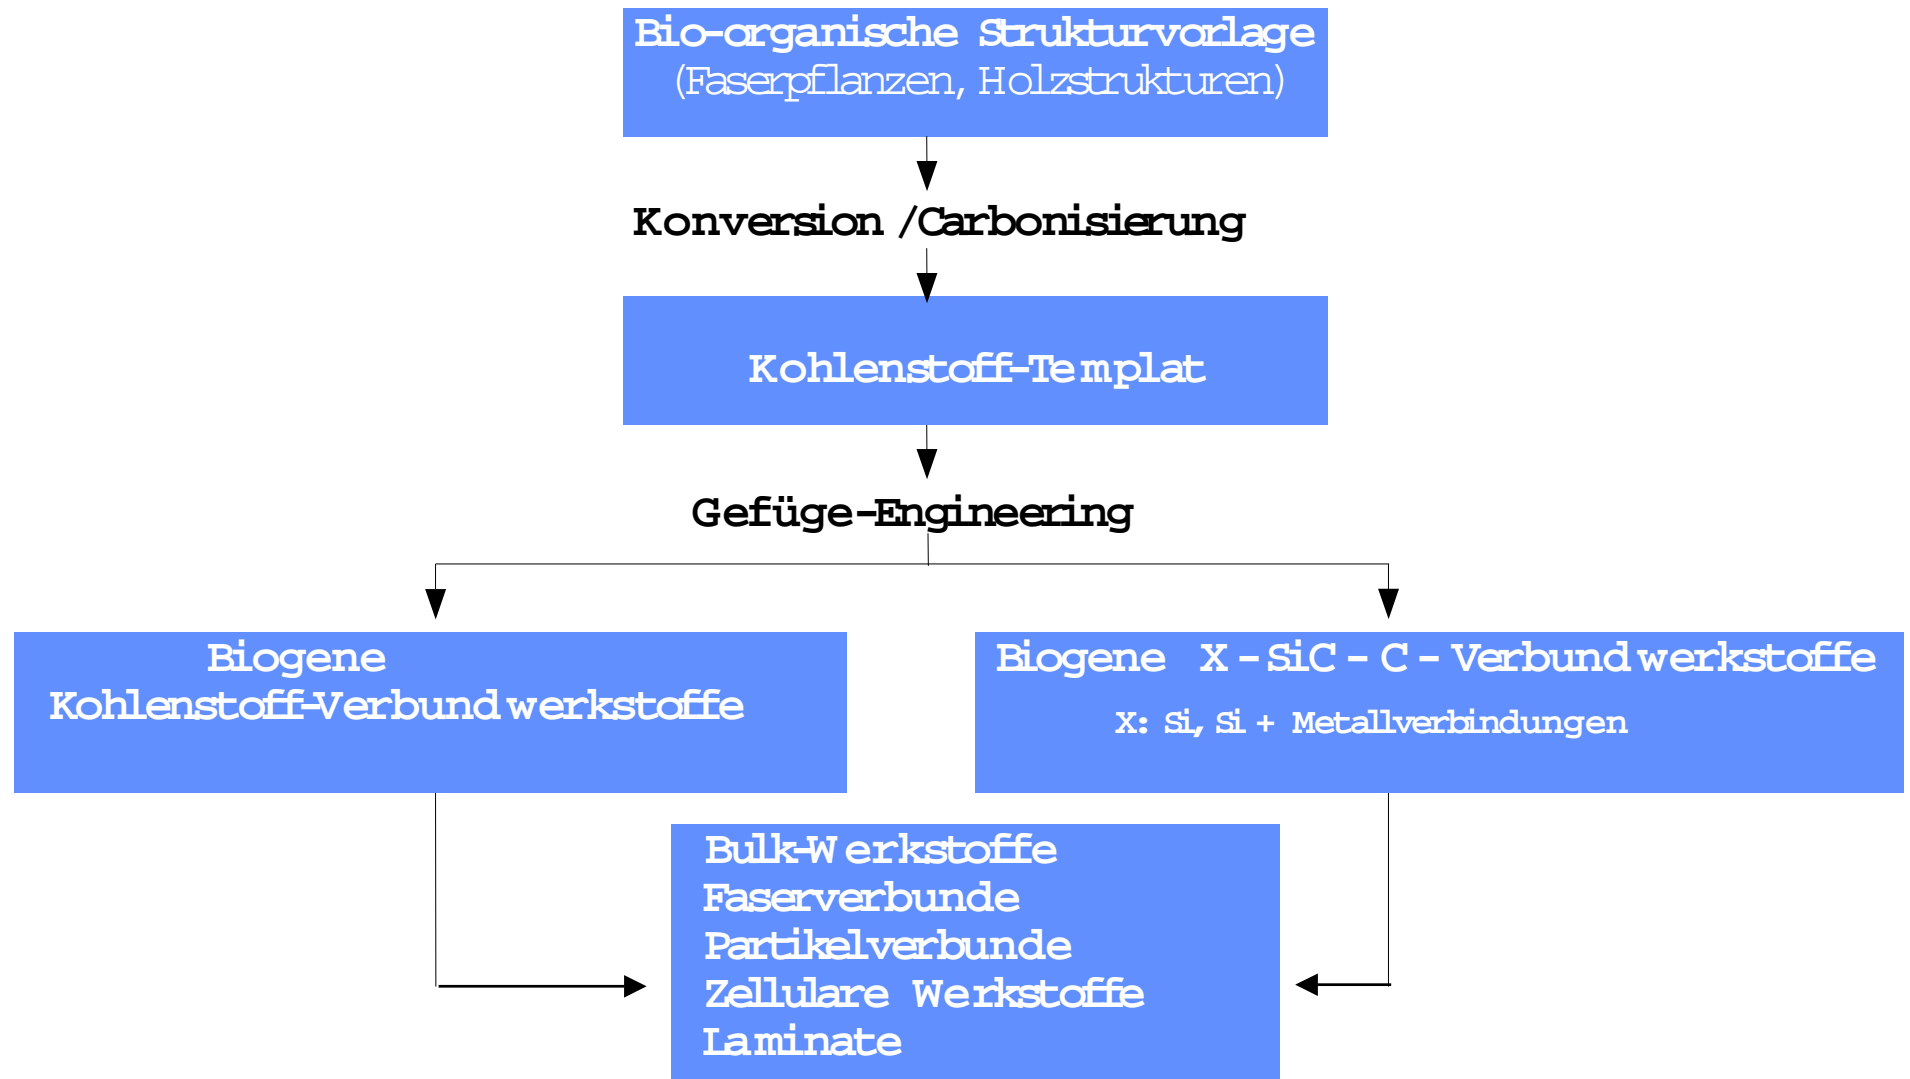 Bio-organische Strukturvorlage
(Faserpflanzen, Holzstrukturen)
Konversion /Carbonisierung
Kohlenstoff-Templat
Gefüge-Engineering
Biogene
Kohlenstoff-Verbundwerkstoffe
Biogene X - SiC - C - Verbundwerkstoffe
X: Si, Si + Metallverbindungen
Bulk-Werkstoffe
Faserverbunde
Partikelverbunde
Zellulare Werkstoffe
Laminate